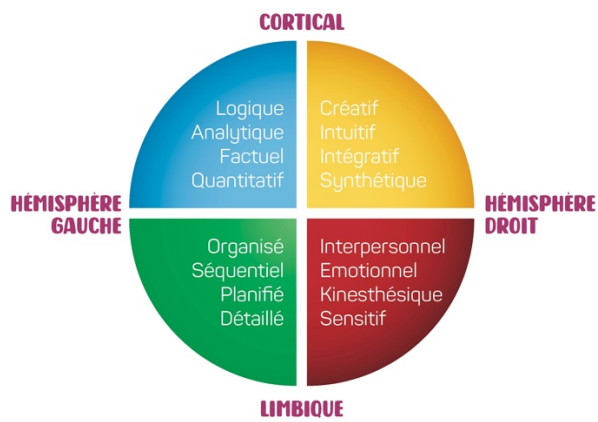 CORTICAL
Logique
Analytique
Factuel
Quantitatif
Créatif
Intuitif
Intégratif
Synthétique
HÉMISPHÈRE
GAUCHE
HÉMISPHÈRE
DROIT
Organisé
Séquentiel
Planifié
Détaillé
Interpersonnel
Emotionnel
Kinesthésique
Sensitif
LIMBIQUE